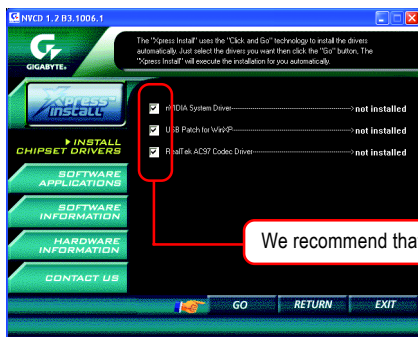 NVCD 1.2 B3.1006.1
GIGABYTE™
The "Xpress Install" uses the "Click and Go" technology to install the drivers
automatically. Just select the drivers you want then click the "Go" button, The
"Xpress Install" will execute the installation for you automatically.
Xpress
Install
INSTALL
CHIPSET DRIVERS
SOFTWARE
APPLICATIONS
SOFTWARE
INFORMATION
HARDWARE
INFORMATION
CONTACT US
nVIDIA System Driver not installed
USB Patch for WinXP not installed
RealTek AC97 Codec Driver not installed
We recommend tha
GO RETURN EXIT